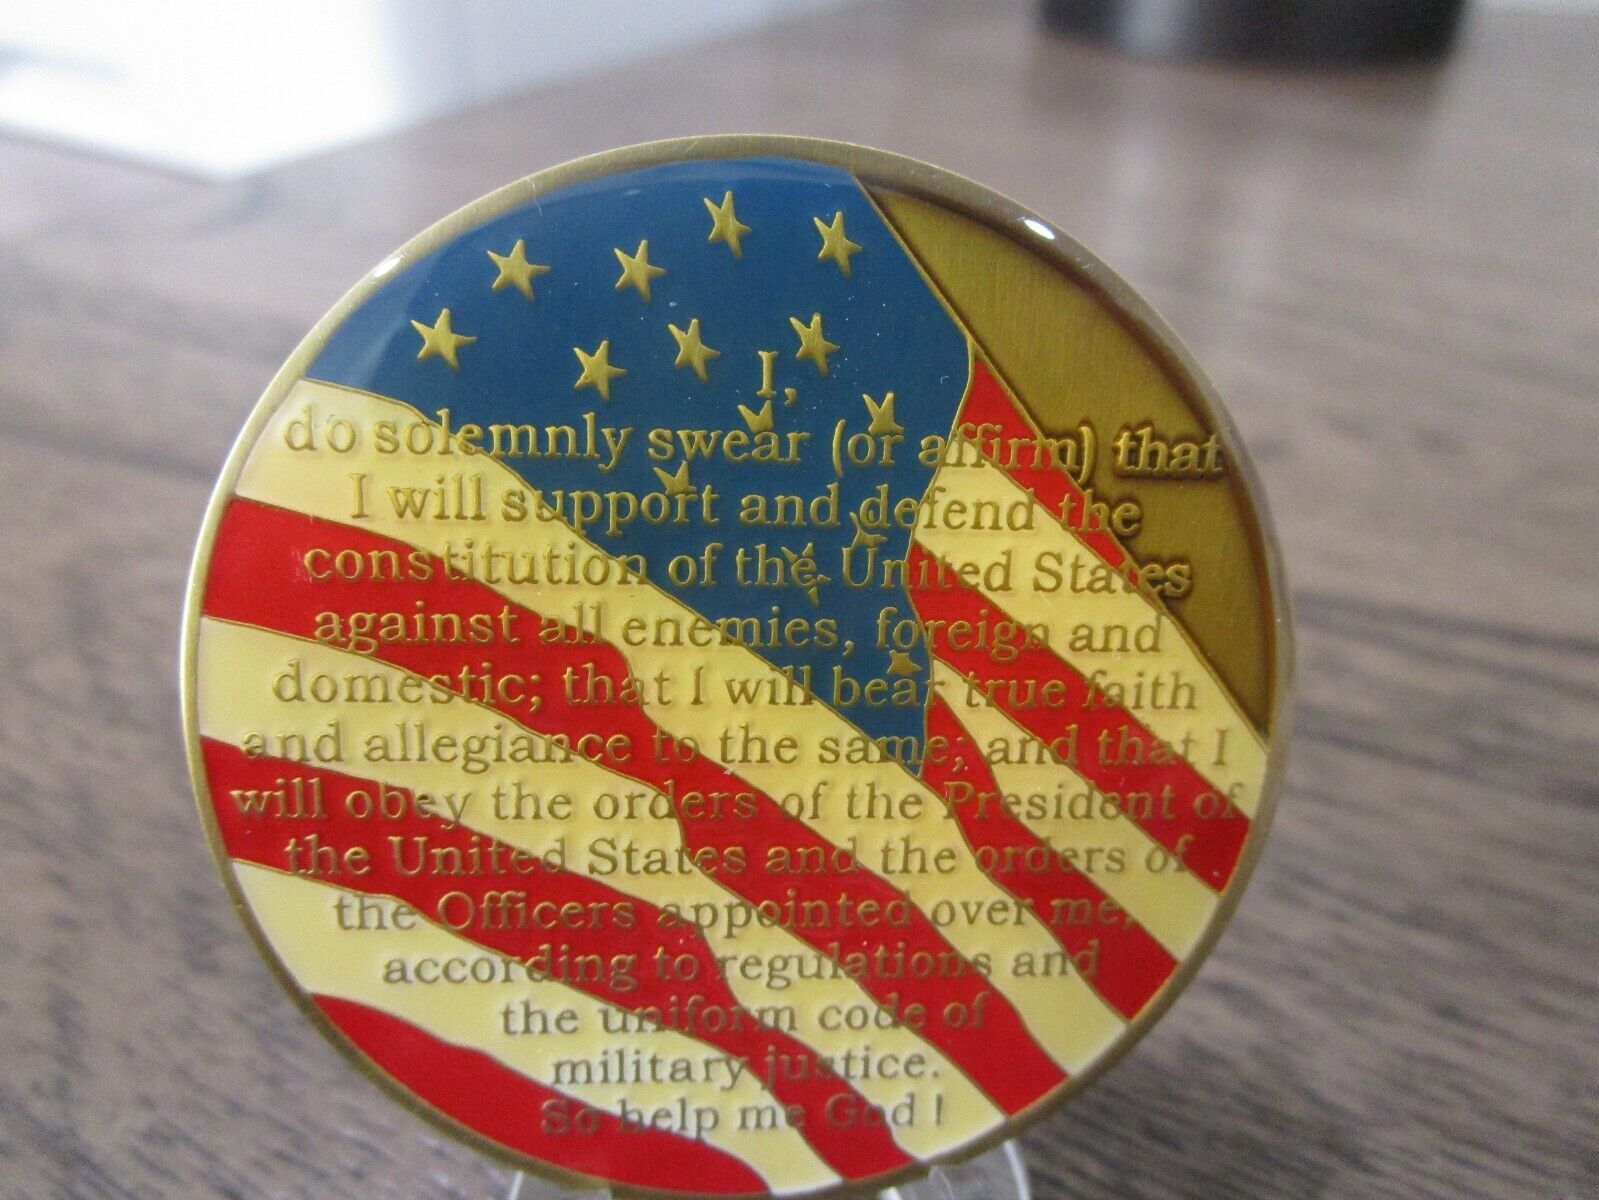 I,
do solemnly swear (or affirm) that
I will support and defend the
constitution of the United States
against all enemies, foreign and
domestic; that I will bear true faith
and allegiance to the same; and that I
will obey the orders of the President of
the United States and the orders of
the Officers appointed over me,
according to regulations and
the uniform code of
military justice.
So help me God !